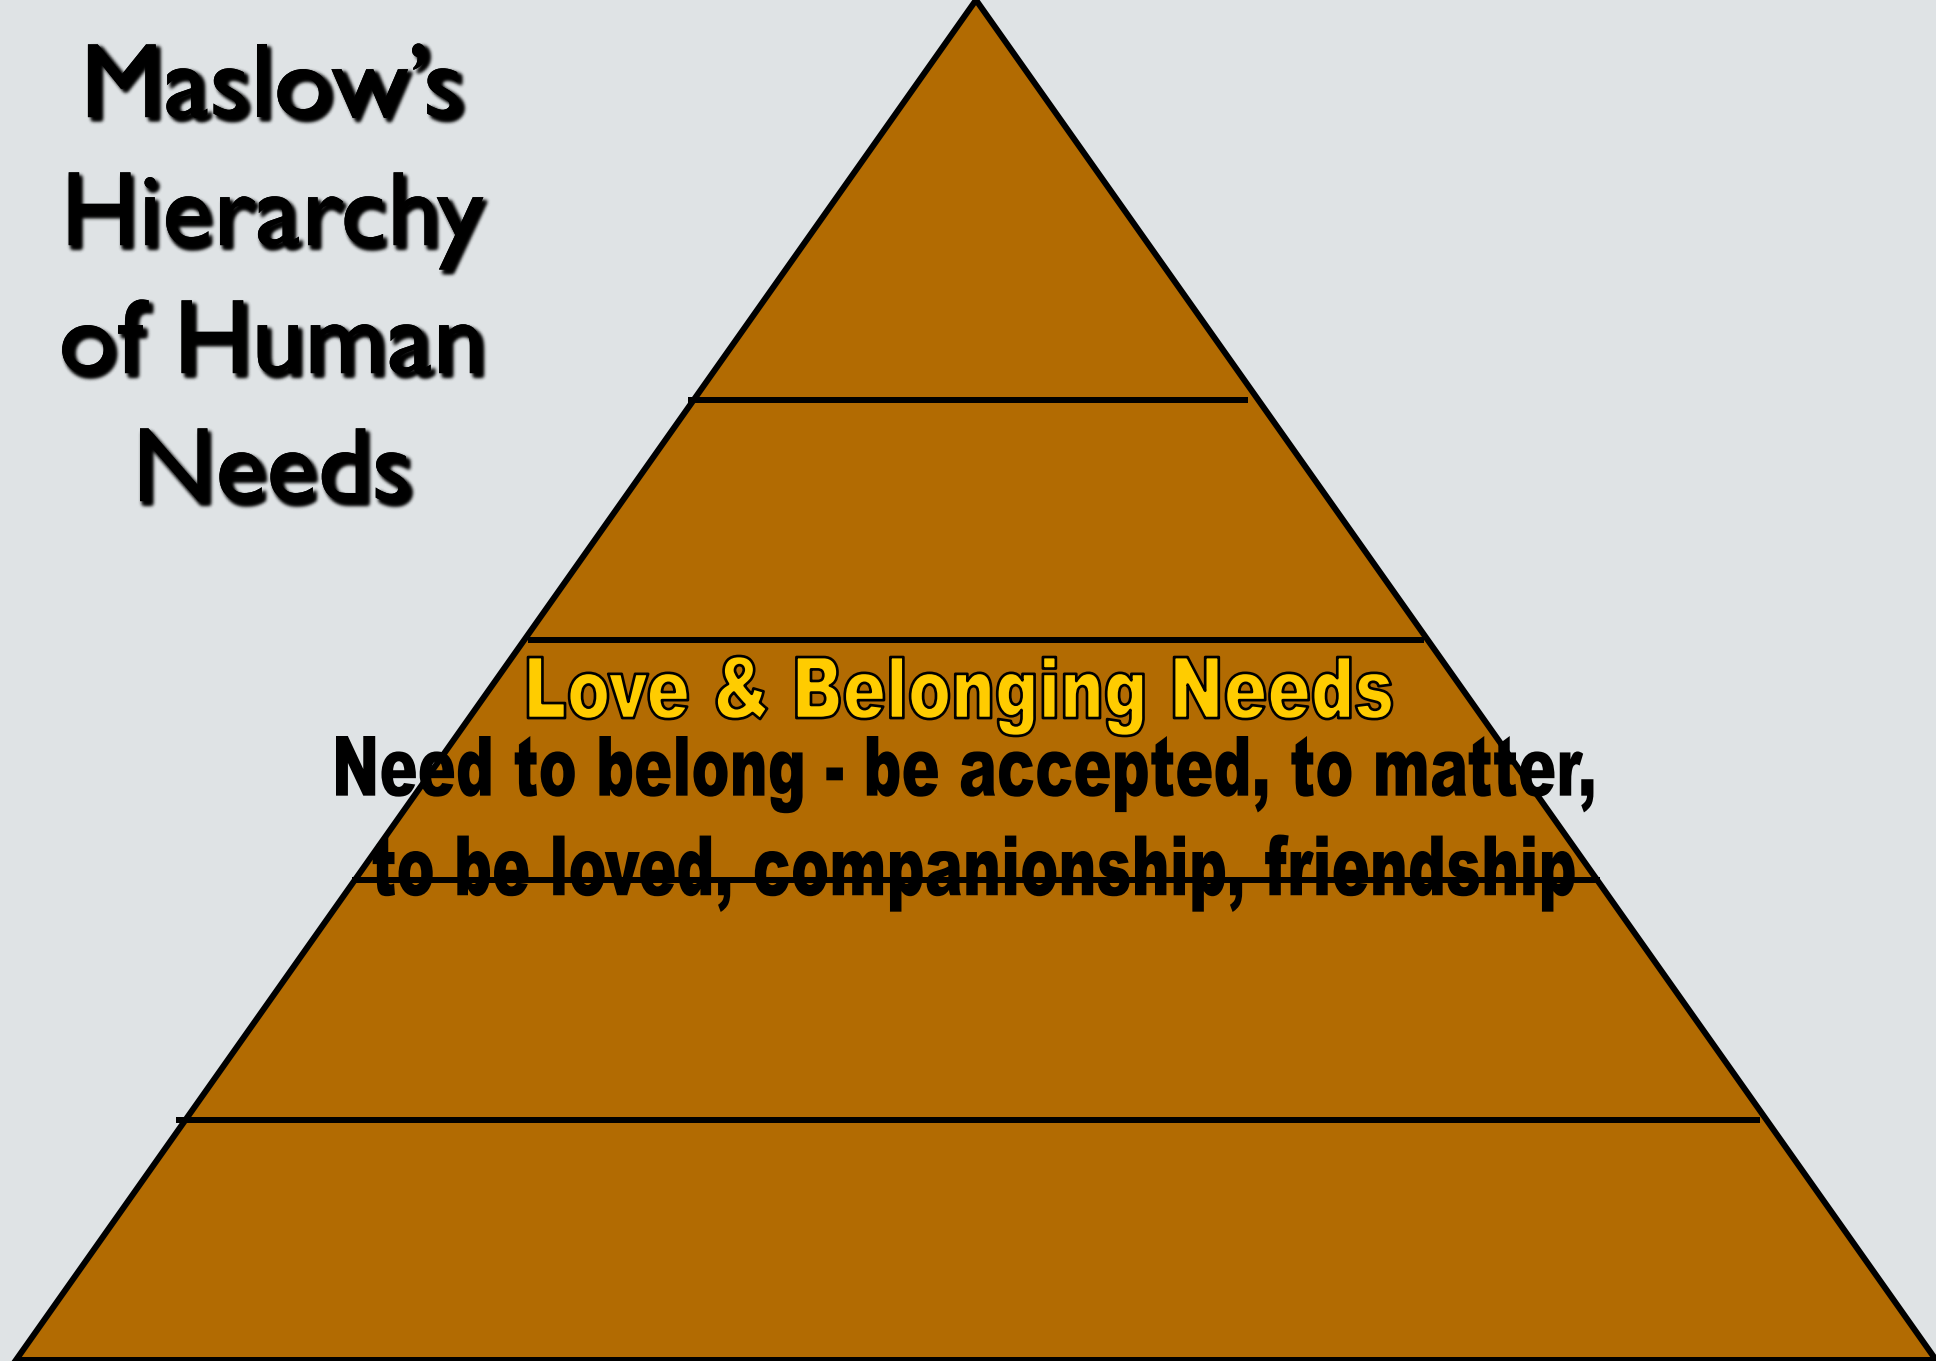 Maslow’s
Hierarchy
of Human
Needs
Love & Belonging Needs
Need to belong - be accepted, to matter,
to be loved, companionship, friendship